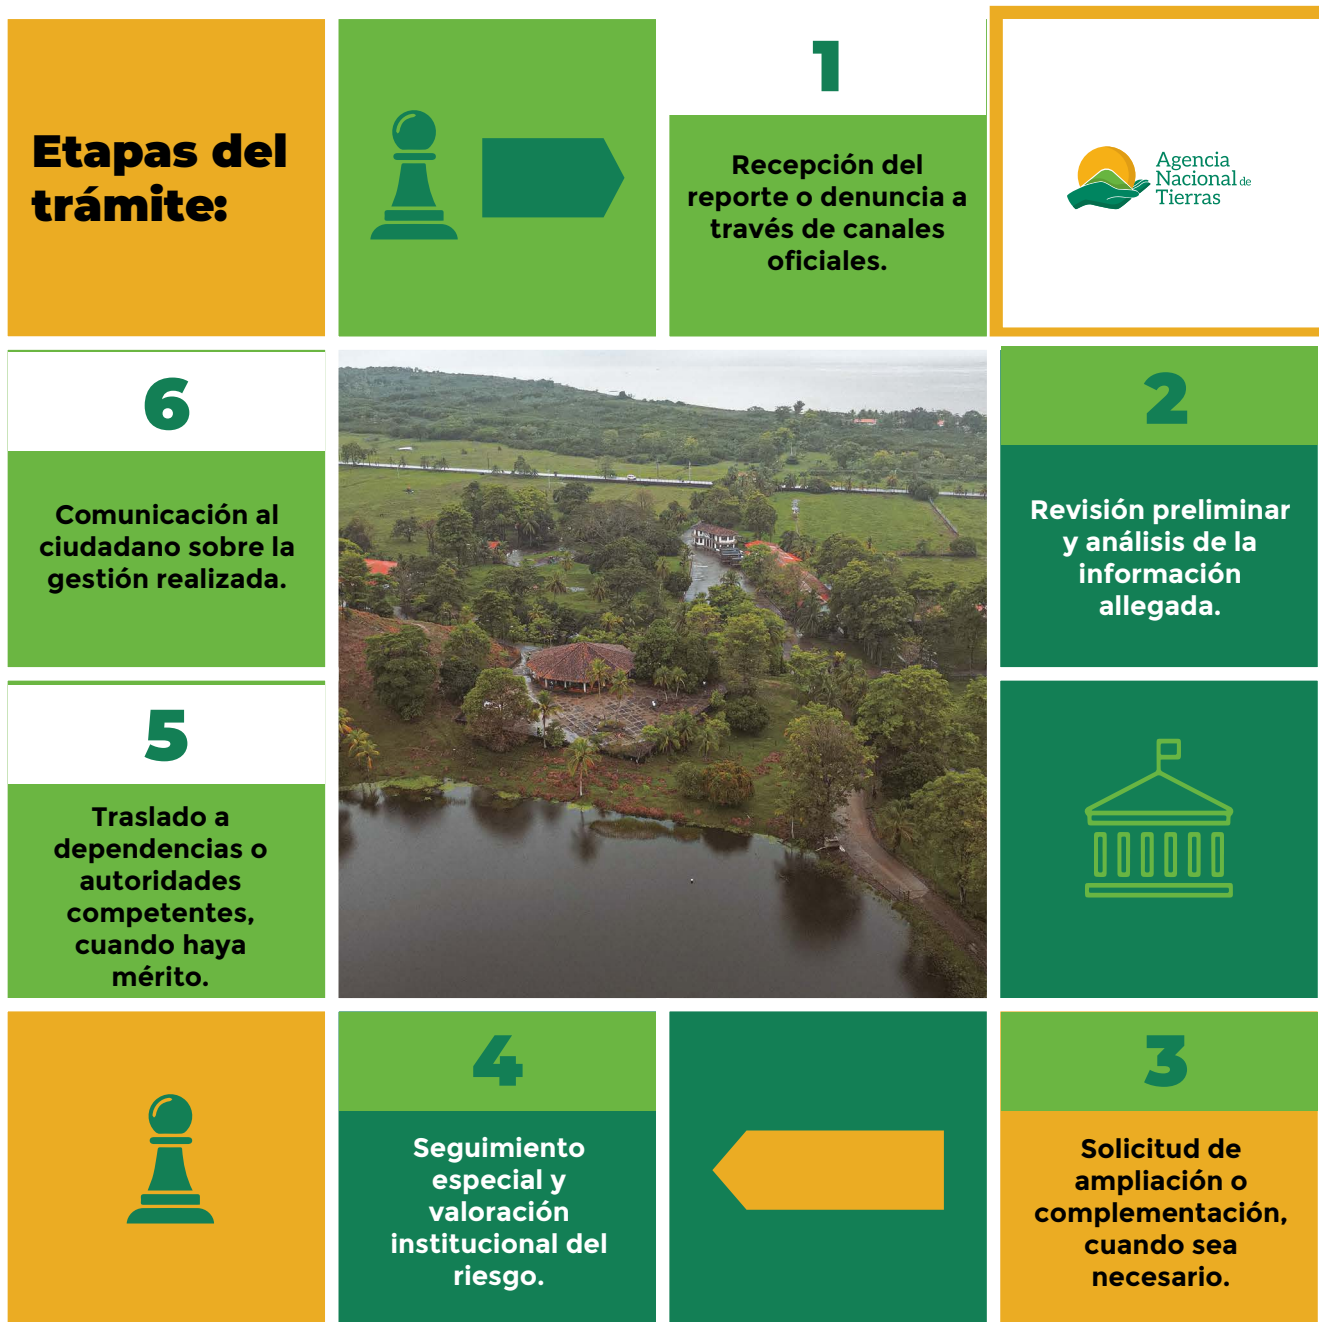 Etapas del
trámite:
1
Recepción del
reporte o denuncia a
través de canales
oficiales.
Agencia
Nacional de
Tierras
2
Revisión preliminar
y análisis de la
información
allegada.
3
Solicitud de
ampliación o
complementación,
cuando sea
necesario.
4
Seguimiento
especial y
valoración
institucional del
riesgo.
5
Traslado a
dependencias o
autoridades
competentes,
cuando haya
mérito.
6
Comunicación al
ciudadano sobre la
gestión realizada.